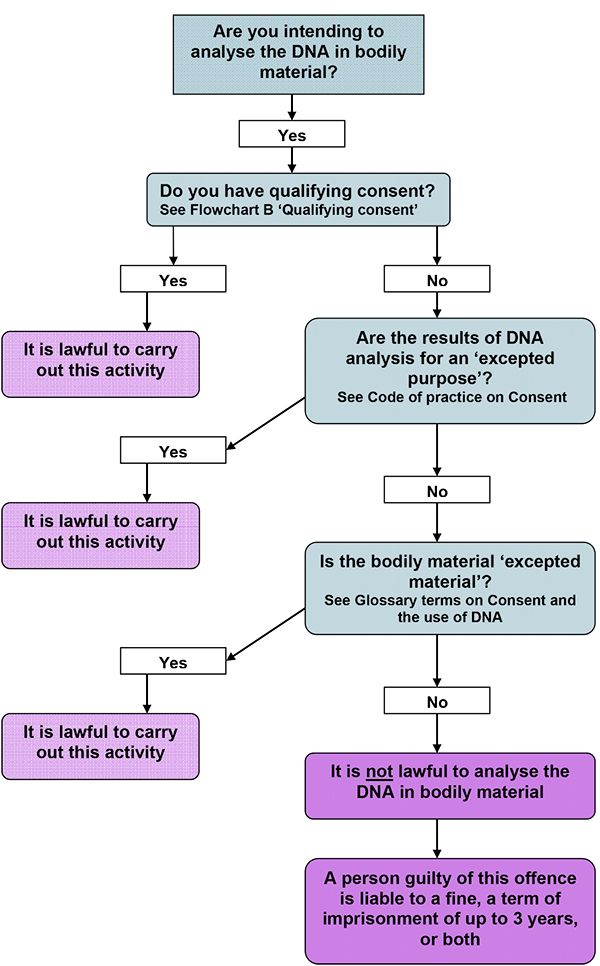 Are you intending to
analyse the DNA in bodily
material?
Yes
Do you have qualifying consent?
See Flowchart B ‘Qualifying consent’
Yes
No
It is lawful to carry
out this activity
Are the results of DNA
analysis for an ‘excepted
purpose’?
See Code of practice on Consent
Yes
It is lawful to carry
out this activity
No
Is the bodily material ‘excepted
material’?
See Glossary terms on Consent and
the use of DNA
Yes
It is lawful to carry
out this activity
No
It is not lawful to analyse the
DNA in bodily material
A person guilty of this offence
is liable to a fine, a term of
imprisonment of up to 3 years,
or both